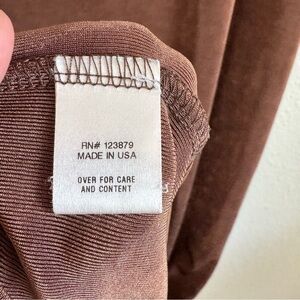 RN# 123879
MADE IN USA
OVER FOR CARE
AND CONTENT